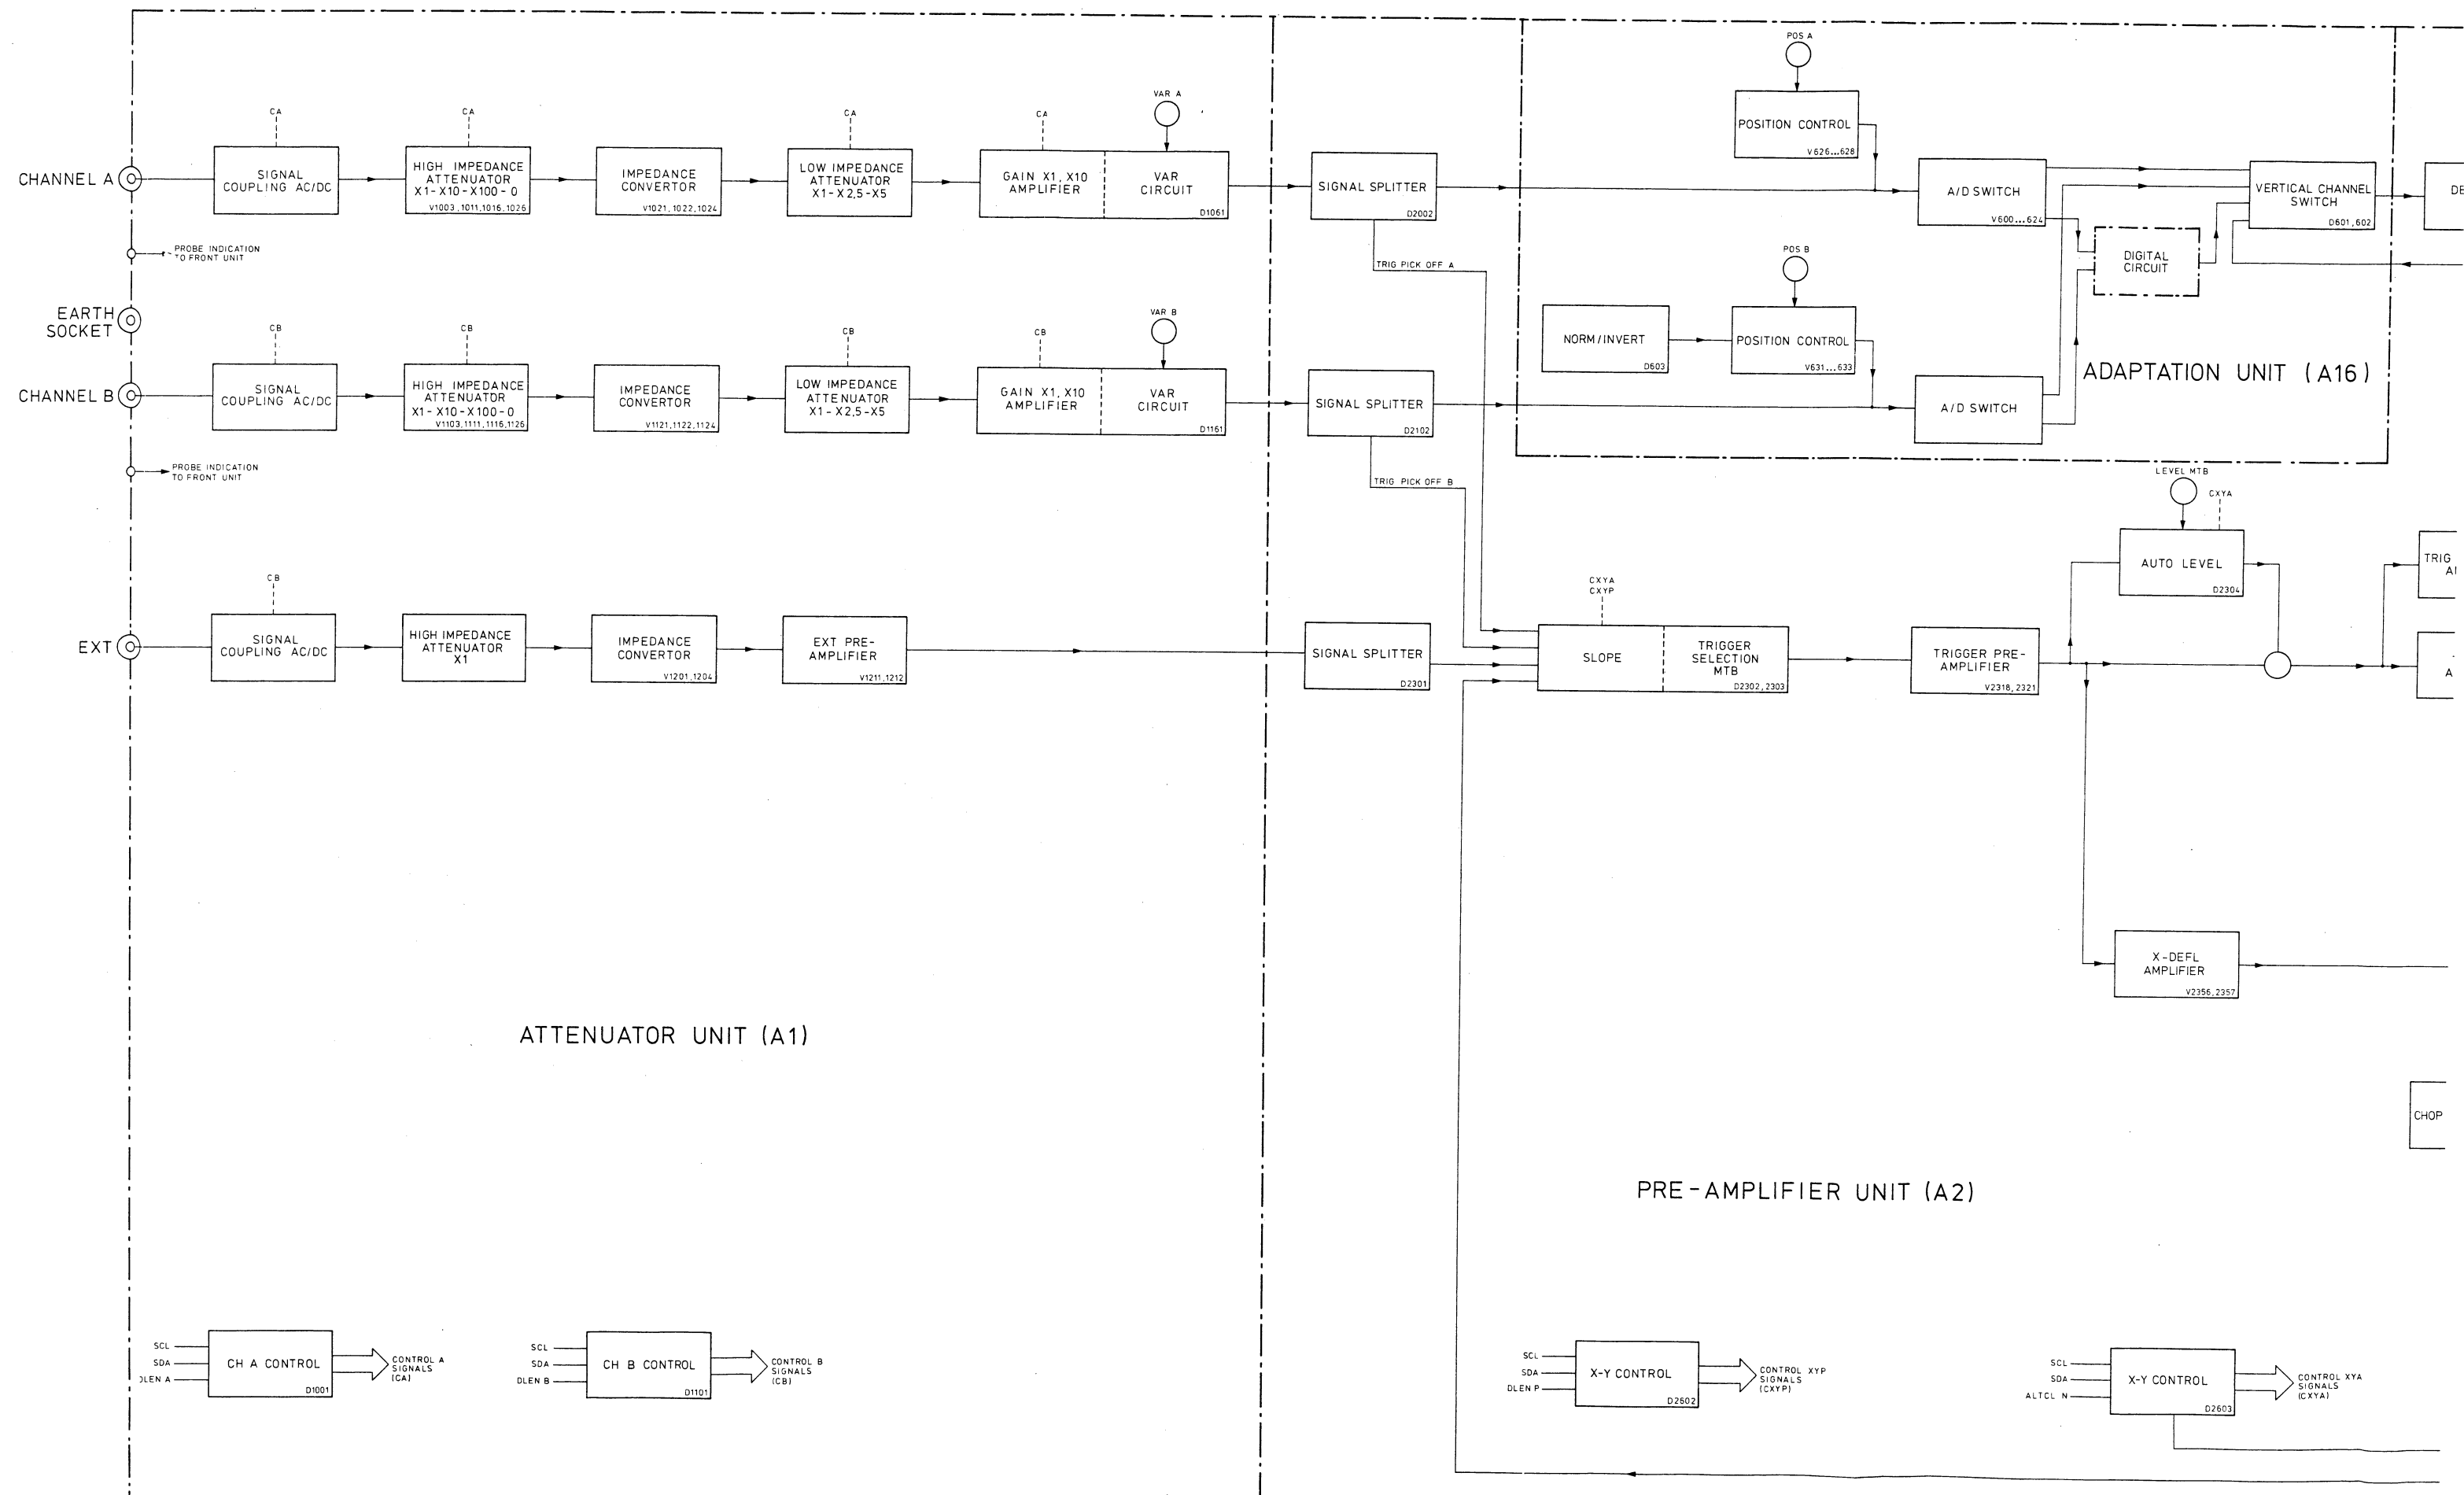 POS A
POSITION CONTROL
V626...628
VAR A
CA
CA
CA
CA
CHANNEL A
SIGNAL
COUPLING AC/DC
HIGH IMPEDANCE
ATTENUATOR
X1-X10-X100-0
V1003,1011,1016,1026
IMPEDANCE
CONVERTOR
V1021,1022,1024
LOW IMPEDANCE
ATTENUATOR
X1-X2,5-X5
GAIN X1, X10
AMPLIFIER
VAR
CIRCUIT
D1061
SIGNAL SPLITTER
D2002
A/D SWITCH
V600...624
VERTICAL CHANNEL
SWITCH
D601,602
DE
PROBE INDICATION
TO FRONT UNIT
TRIG PICK OFF A
POS B
DIGITAL
CIRCUIT
EARTH
SOCKET
CB
CB
CB
CB
VAR B
NORM/INVERT
D603
POSITION CONTROL
V631...633
ADAPTATION UNIT (A16)
CHANNEL B
SIGNAL
COUPLING AC/DC
HIGH IMPEDANCE
ATTENUATOR
X1-X10-X100-0
V1103,1111,1116,1126
IMPEDANCE
CONVERTOR
V1121,1122,1124
LOW IMPEDANCE
ATTENUATOR
X1-X2,5-X5
GAIN X1, X10
AMPLIFIER
VAR
CIRCUIT
D1161
SIGNAL SPLITTER
D2102
A/D SWITCH
PROBE INDICATION
TO FRONT UNIT
TRIG PICK OFF B
LEVEL MTB
CXYA
AUTO LEVEL
D2304
TRIG
CB
CXYA
CXYP
EXT
SIGNAL
COUPLING AC/DC
HIGH IMPEDANCE
ATTENUATOR
X1
IMPEDANCE
CONVERTOR
V1201,1204
EXT PRE-
AMPLIFIER
V1211,1212
SIGNAL SPLITTER
D2301
SLOPE
TRIGGER
SELECTION
MTB
D2302,2303
TRIGGER PRE-
AMPLIFIER
V2318,2321
A
X-DEFL
AMPLIFIER
V2356,2357
ATTENUATOR UNIT (A1)
CHOP
PRE-AMPLIFIER UNIT (A2)
SCL
SDA
DLEN A
CH A CONTROL
D1001
CONTROL A
SIGNALS
(CA)
SCL
SDA
DLEN B
CH B CONTROL
D1101
CONTROL B
SIGNALS
(CB)
SCL
SDA
DLEN P
X-Y CONTROL
D2602
CONTROL XYP
SIGNALS
(CXYP)
SCL
SDA
ALTCL N
X-Y CONTROL
D2603
CONTROL XYA
SIGNALS
(CXYA)